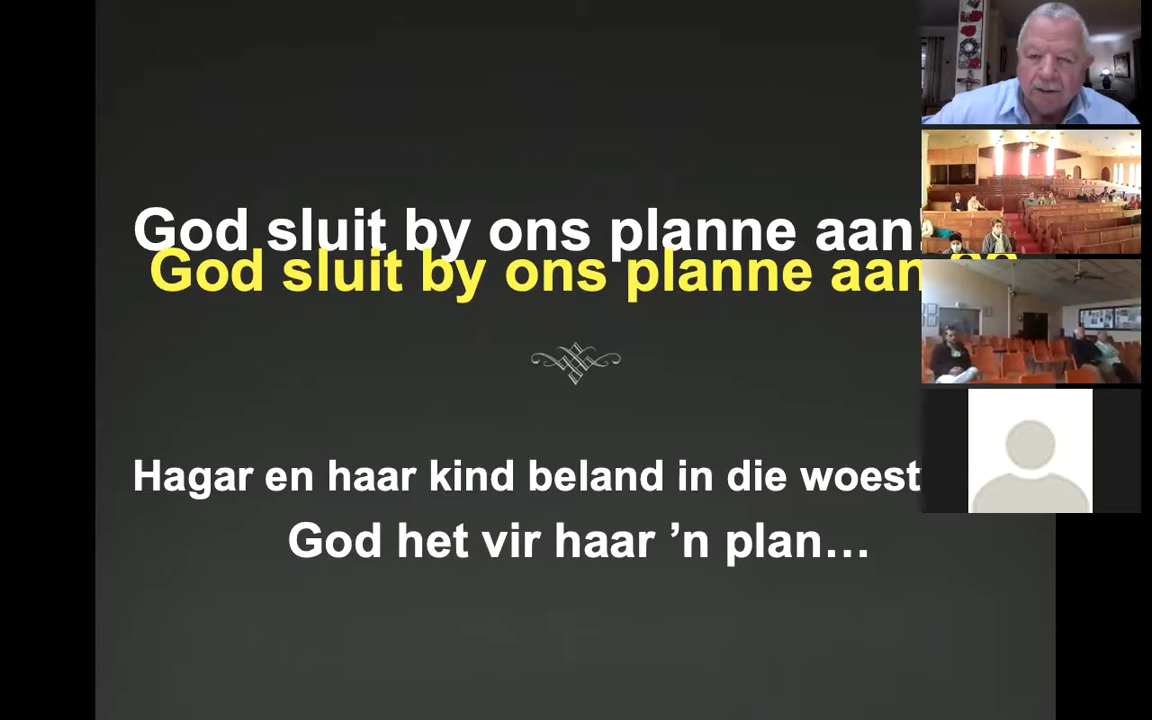 God sluit by ons planne aan
God sluit by ons planne aan
Hagar en haar kind beland in die
God het vir haar ’n plan…